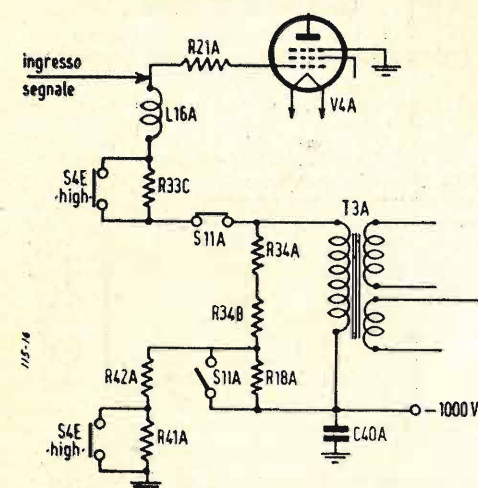 R21A
ingresso
segnale
V4A
L16A
S4E
-high-
R33C
S11A
T3A
R34A
R34B
R42A
S11A
R18A
-1000 V
S4E
-high-
R41A
C40A
115-16